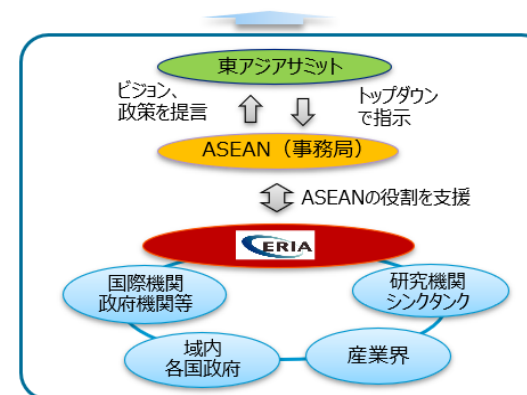 東アジアサミット
ビジョン、
政策を提言
トップダウン
で指示
ASEAN（事務局）
ASEANの役割を支援
ERIA
国際機関
政府機関等
研究機関
シンクタンク
域内
各国政府
産業界